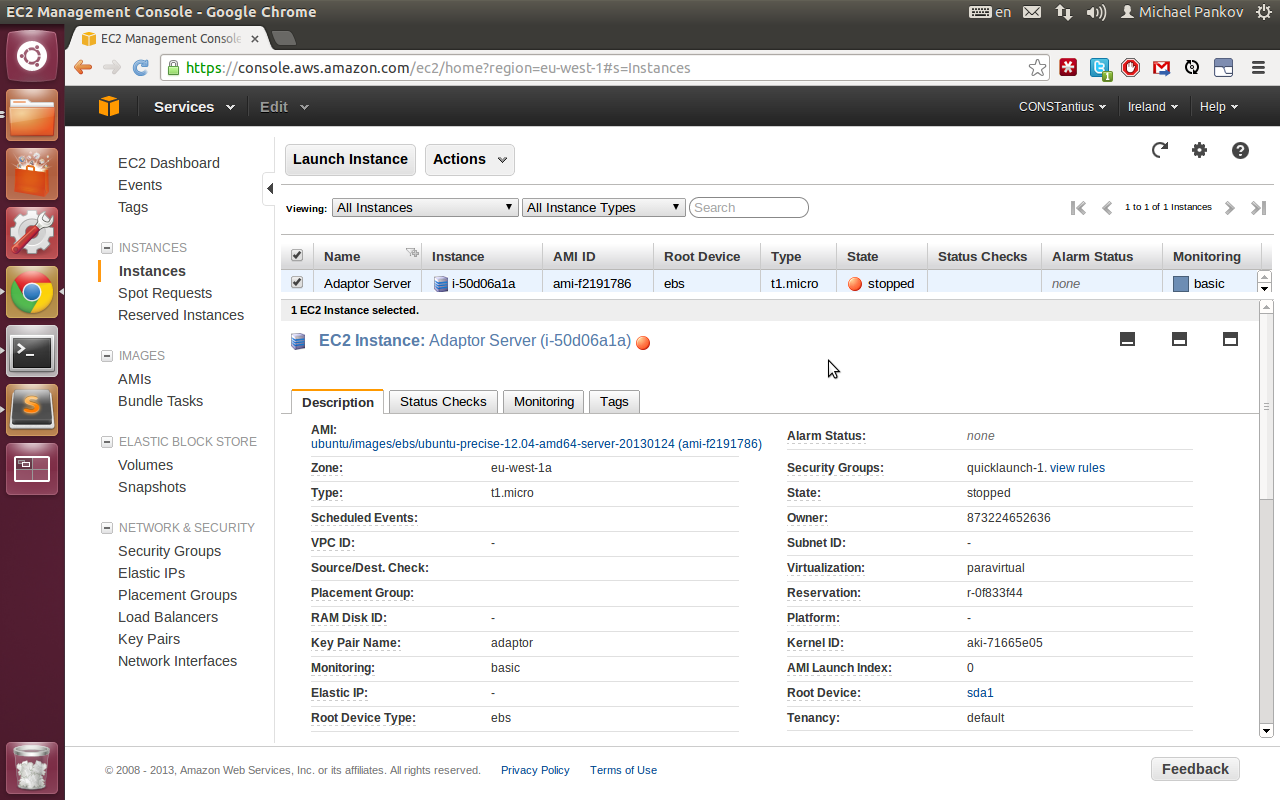 EC2 Management Console - Google Chrome
en
Michael Pankov
EC2 Management Console
https://console.aws.amazon.com/ec2/home?region=eu-west-1#s=Instances
1
Services
Edit
CONSTantius
Ireland
Help
EC2 Dashboard
Events
Tags
INSTANCES
Instances
Spot Requests
Reserved Instances
IMAGES
AMIs
Bundle Tasks
ELASTIC BLOCK STORE
Volumes
Snapshots
NETWORK & SECURITY
Security Groups
Elastic IPs
Placement Groups
Load Balancers
Key Pairs
Network Interfaces
Launch Instance
Actions
Viewing: All Instances All Instance Types Search
1 to 1 of 1 Instances
Name Instance AMI ID Root Device Type State Status Checks Alarm Status Monitoring
Adaptor Server i-50d06a1a ami-f2191786 ebs t1.micro stopped none basic
1 EC2 Instance selected.
EC2 Instance: Adaptor Server (i-50d06a1a)
Description Status Checks Monitoring Tags
AMI:
ubuntu/images/ebs/ubuntu-precise-12.04-amd64-server-20130124 (ami-f2191786)
Alarm Status: none
Zone: eu-west-1a
Security Groups: quicklaunch-1. view rules
Type: t1.micro
State: stopped
Scheduled Events:
Owner: 873224652636
VPC ID: -
Subnet ID: -
Source/Dest. Check:
Virtualization: paravirtual
Placement Group:
Reservation: r-0f833f44
RAM Disk ID: -
Platform: -
Key Pair Name: adaptor
Kernel ID: aki-71665e05
Monitoring: basic
AMI Launch Index: 0
Elastic IP: -
Root Device: sda1
Root Device Type: ebs
Tenancy: default
© 2008 - 2013, Amazon Web Services, Inc. or its affiliates. All rights reserved. Privacy Policy Terms of Use
Feedback